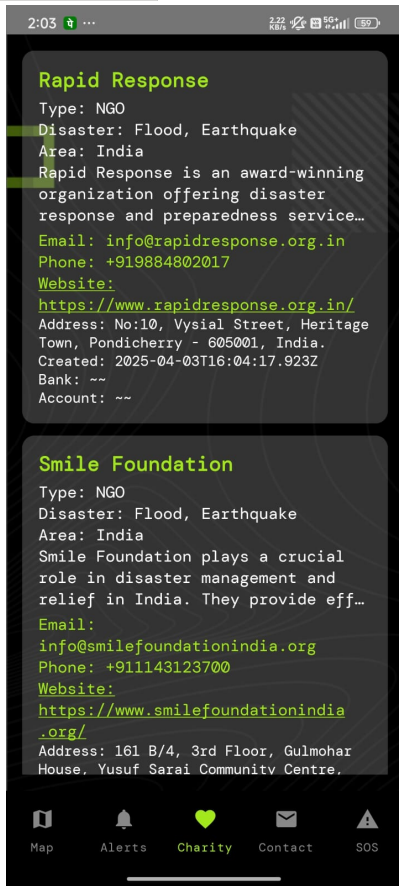 2:03 ...
2.22
KB/s 5G+ 59
Rapid Response
Type: NGO
Disaster: Flood, Earthquake
Area: India
Rapid Response is an award-winning
organization offering disaster
response and preparedness service…
Email: info@rapidresponse.org.in
Phone: +919884802017
Website:
https://www.rapidresponse.org.in/
Address: No:10, Vysial Street, Heritage
Town, Pondicherry - 605001, India.
Created: 2025-04-03T16:04:17.923Z
Bank: ~~
Account: ~~
Smile Foundation
Type: NGO
Disaster: Flood, Earthquake
Area: India
Smile Foundation plays a crucial
role in disaster management and
relief in India. They provide eff…
Email:
info@smilefoundationindia.org
Phone: +911143123700
Website:
https://www.smilefoundationindia
.org/
Address: 161 B/4, 3rd Floor, Gulmohar
House, Yusuf Sarai Community Centre,
Map Alerts Charity Contact SOS